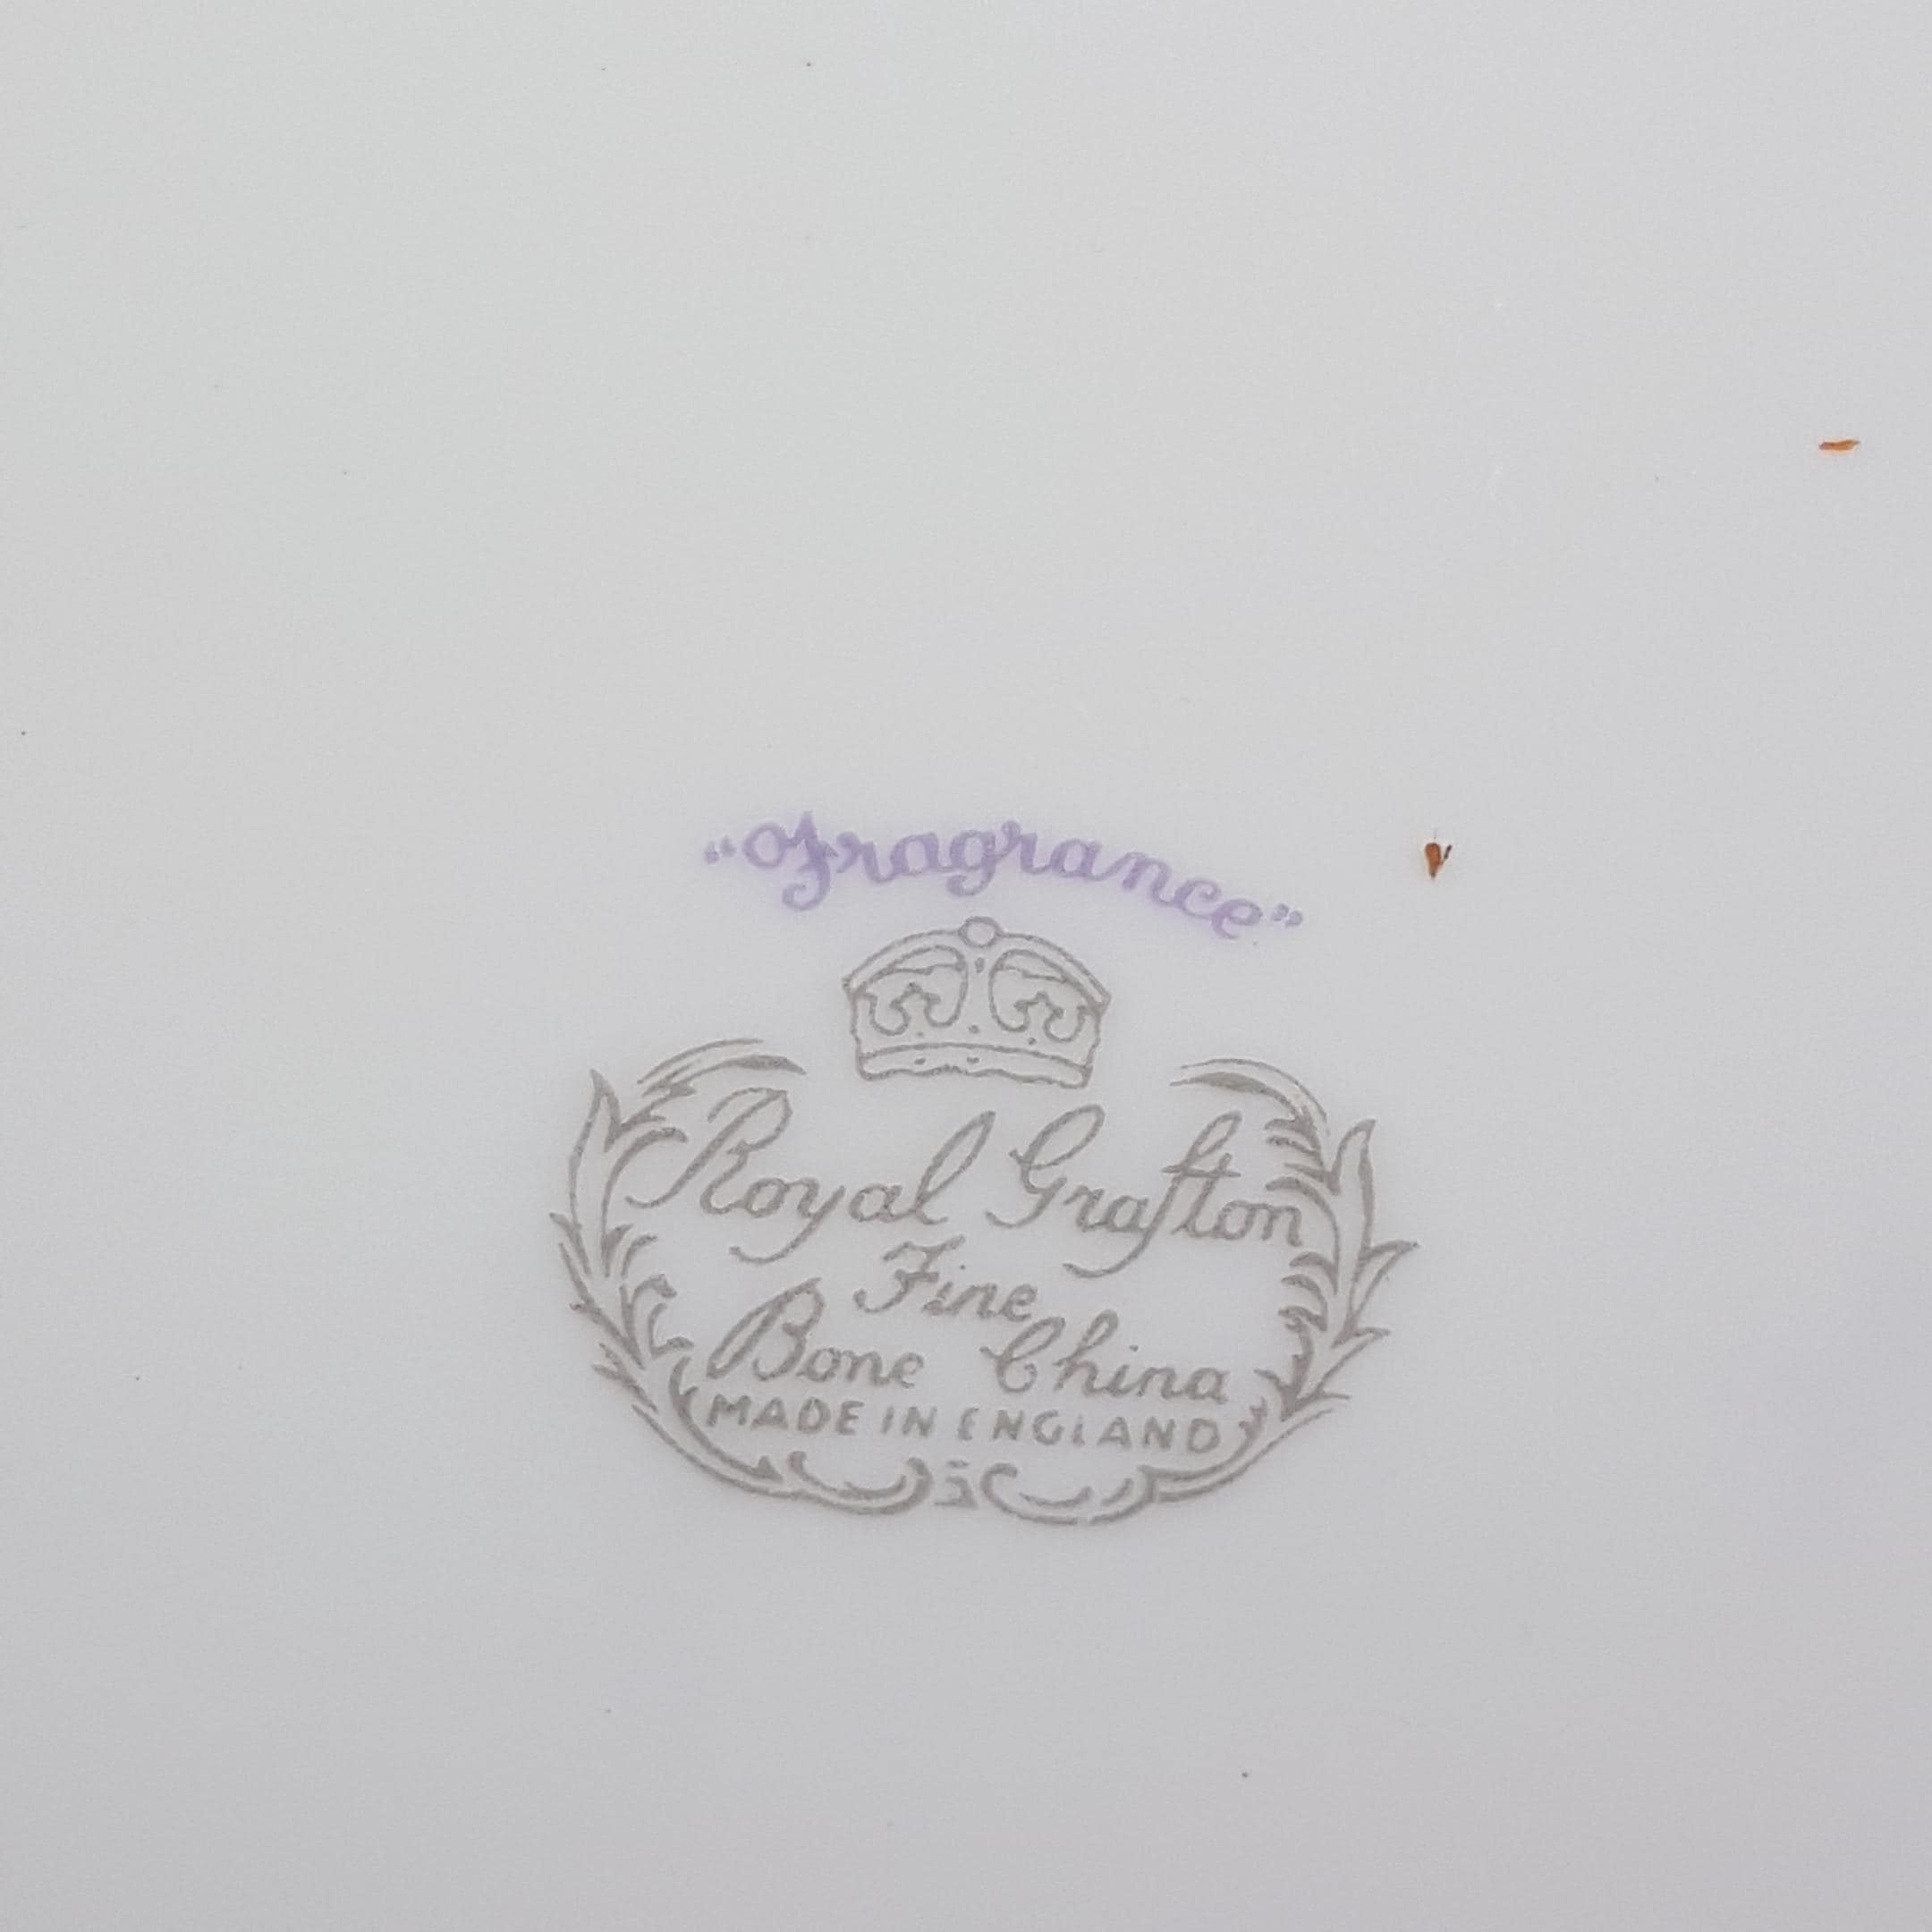 "Fragrance"
Royal Grafton
Fine
Bone China
MADE IN ENGLAND